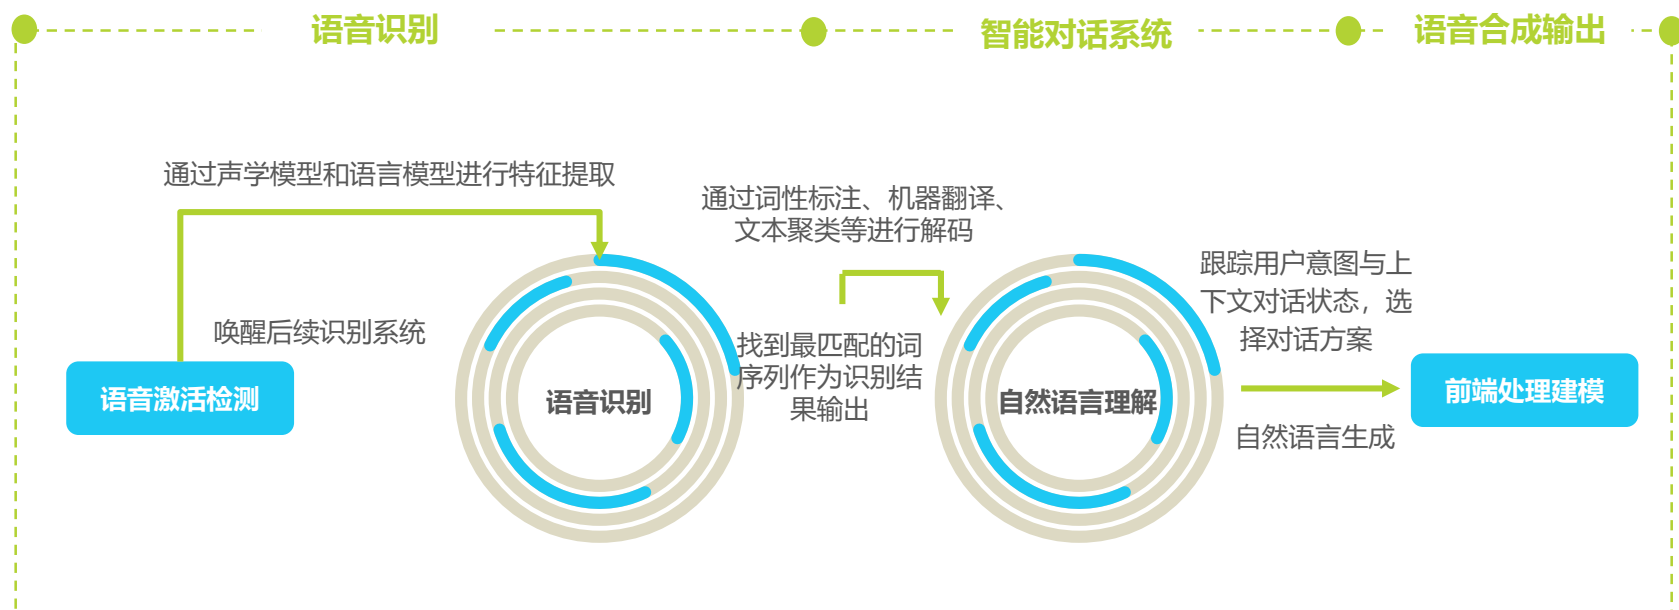 语音识别
智能对话系统
语音合成输出
通过声学模型和语言模型进行特征提取
唤醒后续识别系统
语音激活检测
语音识别
通过词性标注、机器翻译、
文本聚类等进行解码
找到最匹配的词
序列作为识别结
果输出
自然语言理解
跟踪用户意图与上
下文对话状态，选
择对话方案
自然语言生成
前端处理建模